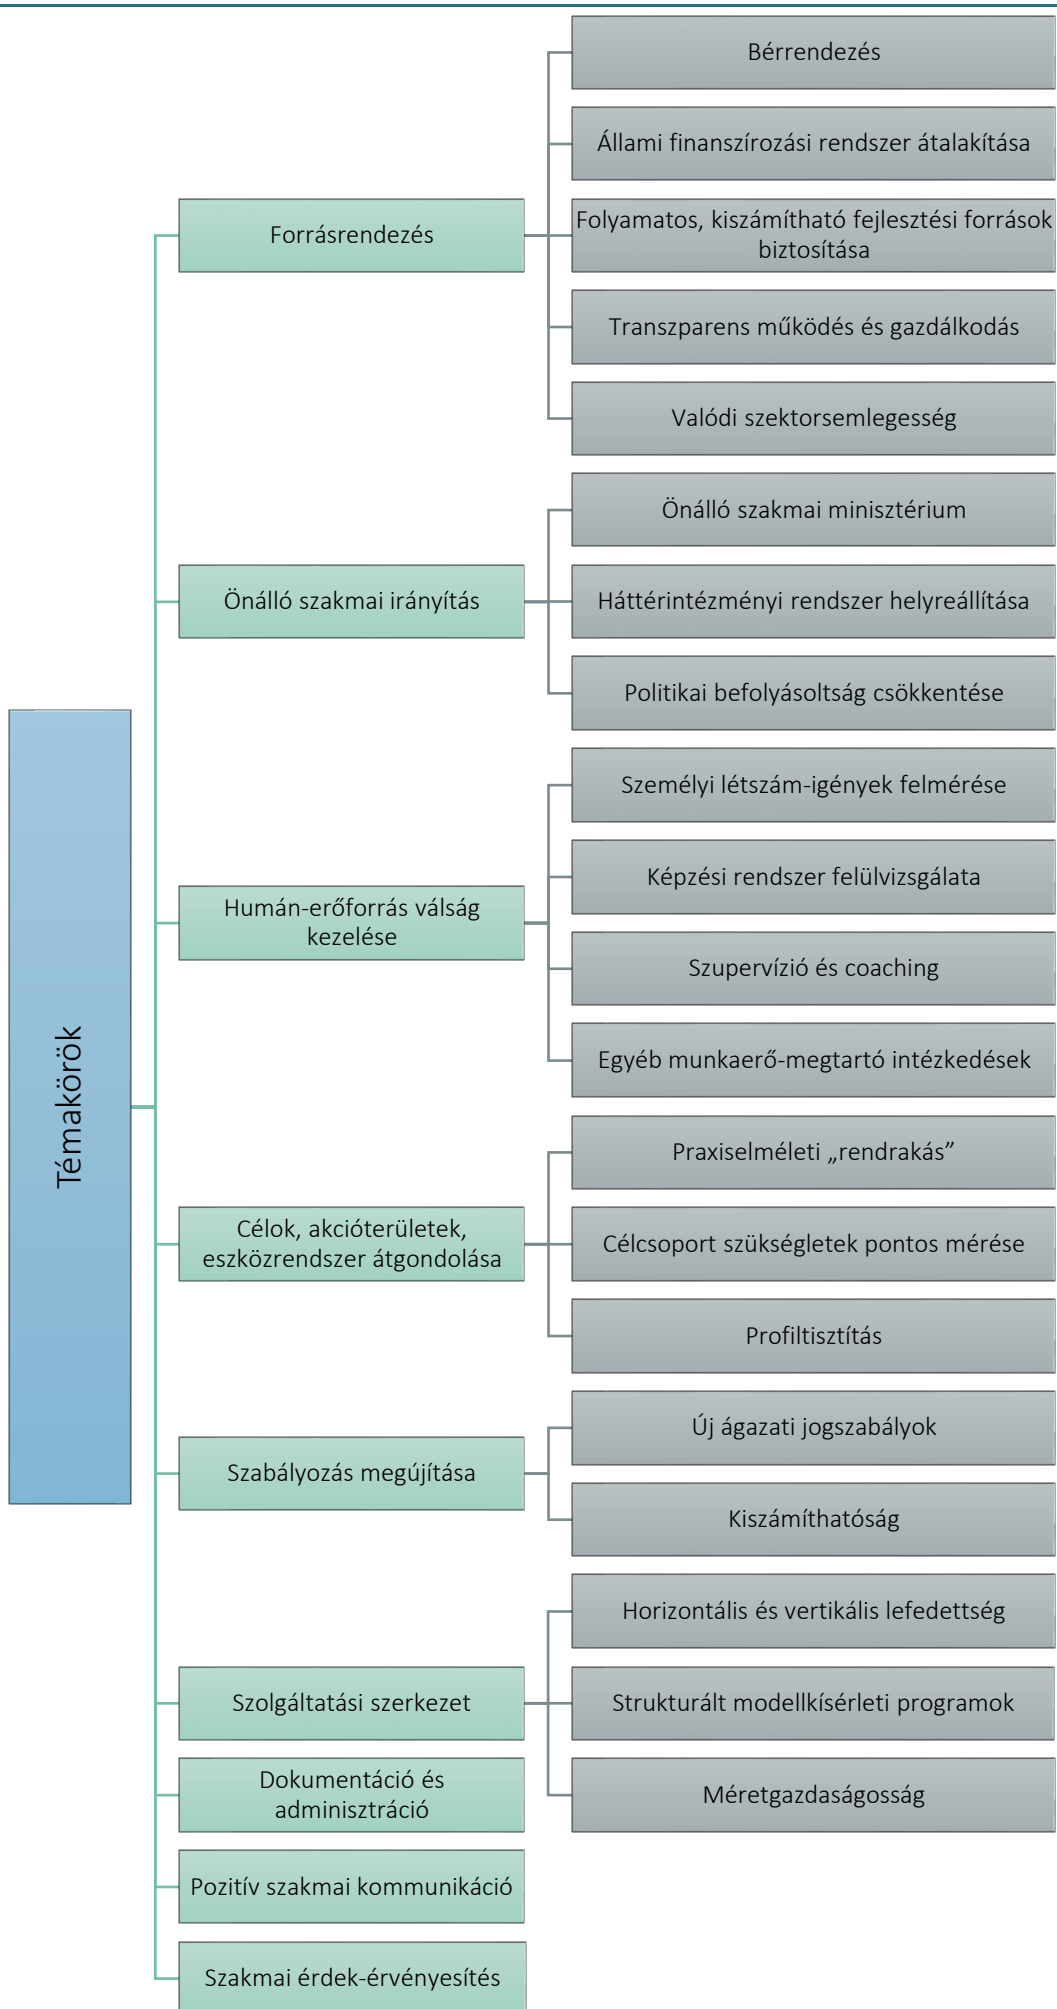 Témakörök
Forrásrendezés
Bérrendezés
Állami finanszírozási rendszer átalakítása
Folyamatos, kiszámítható fejlesztési források
biztosítása
Transzparens működés és gazdálkodás
Valódi szektorsemlegesség
Önálló szakmai irányítás
Önálló szakmai minisztérium
Háttérintézményi rendszer helyreállítása
Politikai befolyásoltság csökkentése
Humán-erőforrás válság
kezelése
Személyi létszám-igények felmérése
Képzési rendszer felülvizsgálata
Szupervízió és coaching
Egyéb munkaerő-megtartó intézkedések
Célok, akcióterületek,
eszközrendszer átgondolása
Praxiselméleti „rendrakás”
Célcsoport szükségletek pontos mérése
Profiltisztítás
Szabályozás megújítása
Új ágazati jogszabályok
Kiszámíthatóság
Szolgáltatási szerkezet
Horizontális és vertikális lefedettség
Strukturált modellkísérleti programok
Méretgazdaságosság
Dokumentáció és
adminisztráció
Pozitív szakmai kommunikáció
Szakmai érdek-érvényesítés